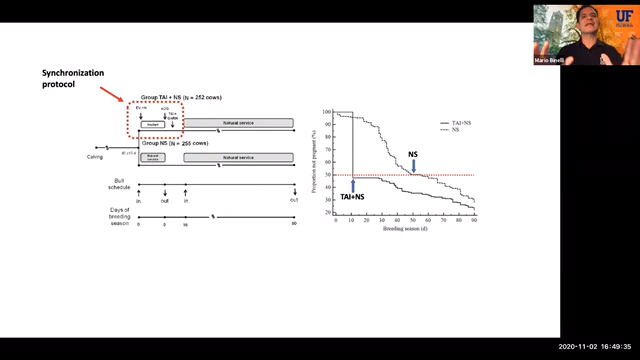 Synchronization
protocol
Group TAI + NS (N = 252 cows)
Natural service
%
Group NS (N = 255 cows)
Calving
Natural
service
Natural service
%
Bull
schedule
in
out
in
out
Days of
breeding
season
0
9
90
Proportion not pregnant (%)
100
90
80
70
60
50
40
30
20
TAI+NS
NS
NS
TAI+NS
0
10
20
30
40
50
60
70
80
90
Breeding season (d)
UF
Mario Binelli
2020-11-02 16:49:35